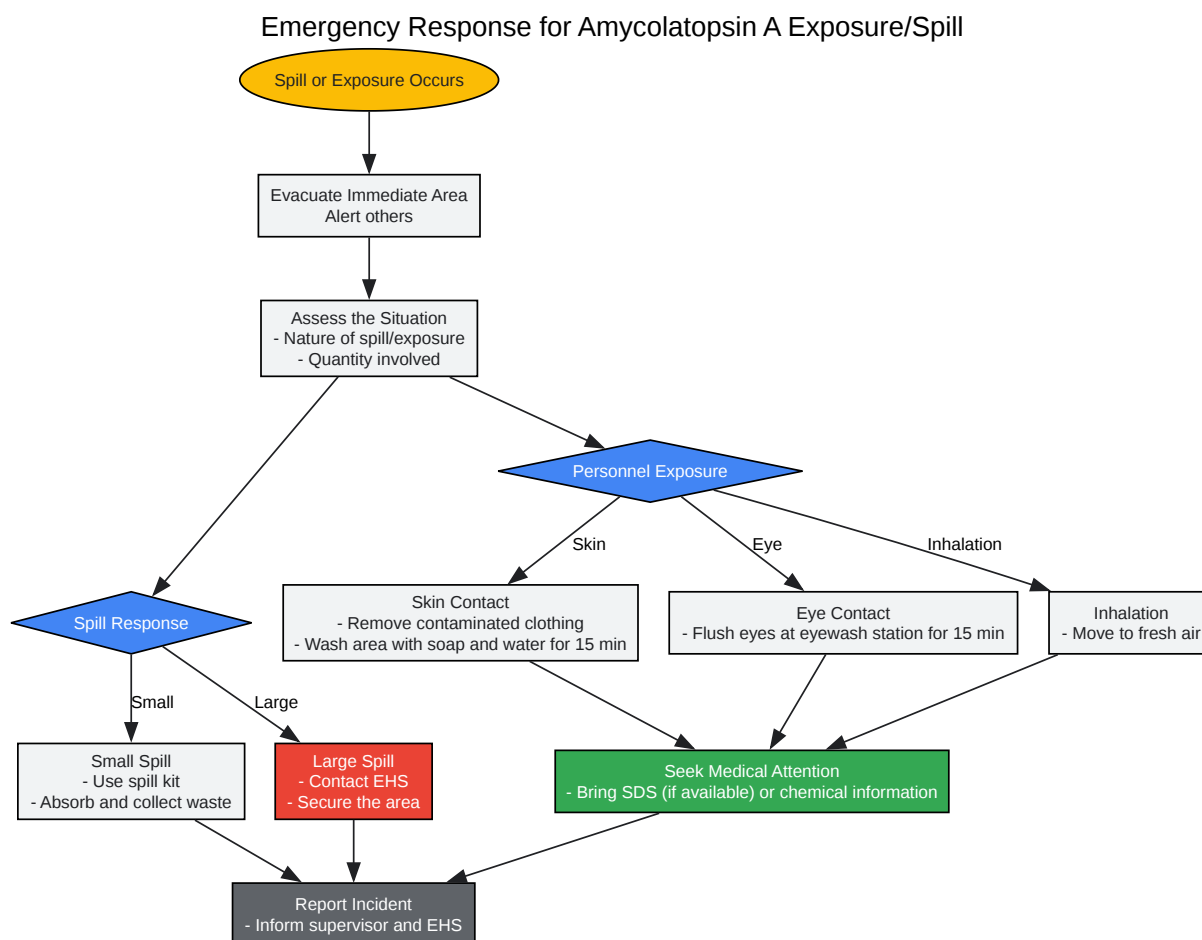 Emergency Response for Amycolatopsin A Exposure/Spill
Spill or Exposure Occurs
Evacuate Immediate Area
Alert others
Assess the Situation
- Nature of spill/exposure
- Quantity involved
Personnel Exposure
Skin
Eye
Inhalation
Skin Contact
- Remove contaminated clothing
- Wash area with soap and water for 15 min
Eye Contact
- Flush eyes at eyewash station for 15 min
Inhalation
- Move to fresh air
Spill Response
Small
Large
Small Spill
- Use spill kit
- Absorb and collect waste
Large Spill
- Contact EHS
- Secure the area
Seek Medical Attention
- Bring SDS (if available) or chemical information
Report Incident
- Inform supervisor and EHS